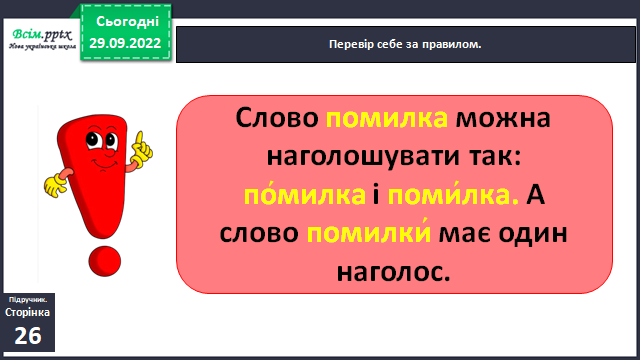 Всім.pptx
Нова українська школа
Сьогодні
29.09.2022
Перевір себе за правилом.
Слово помилка можна
наголошувати так:
по́милка і поми́лка. А
слово помилки́ має один
наголос.
Підручник.
Сторінка
26